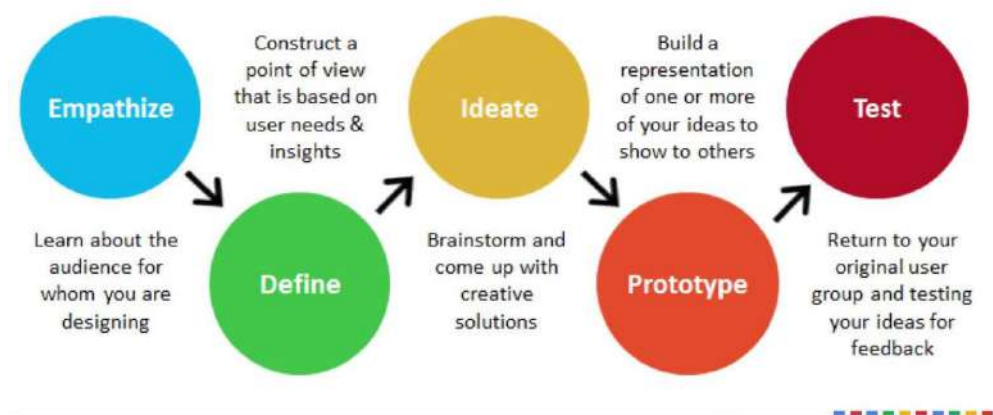 Empathize
Learn about the
audience for
whom you are
designing
Construct a
point of view
that is based on
user needs &
insights
Define
Ideate
Brainstorm and
come up with
creative
solutions
Build a
representation
of one or more
of your ideas to
show to others
Prototype
Test
Return to your
original user
group and testing
your ideas for
feedback